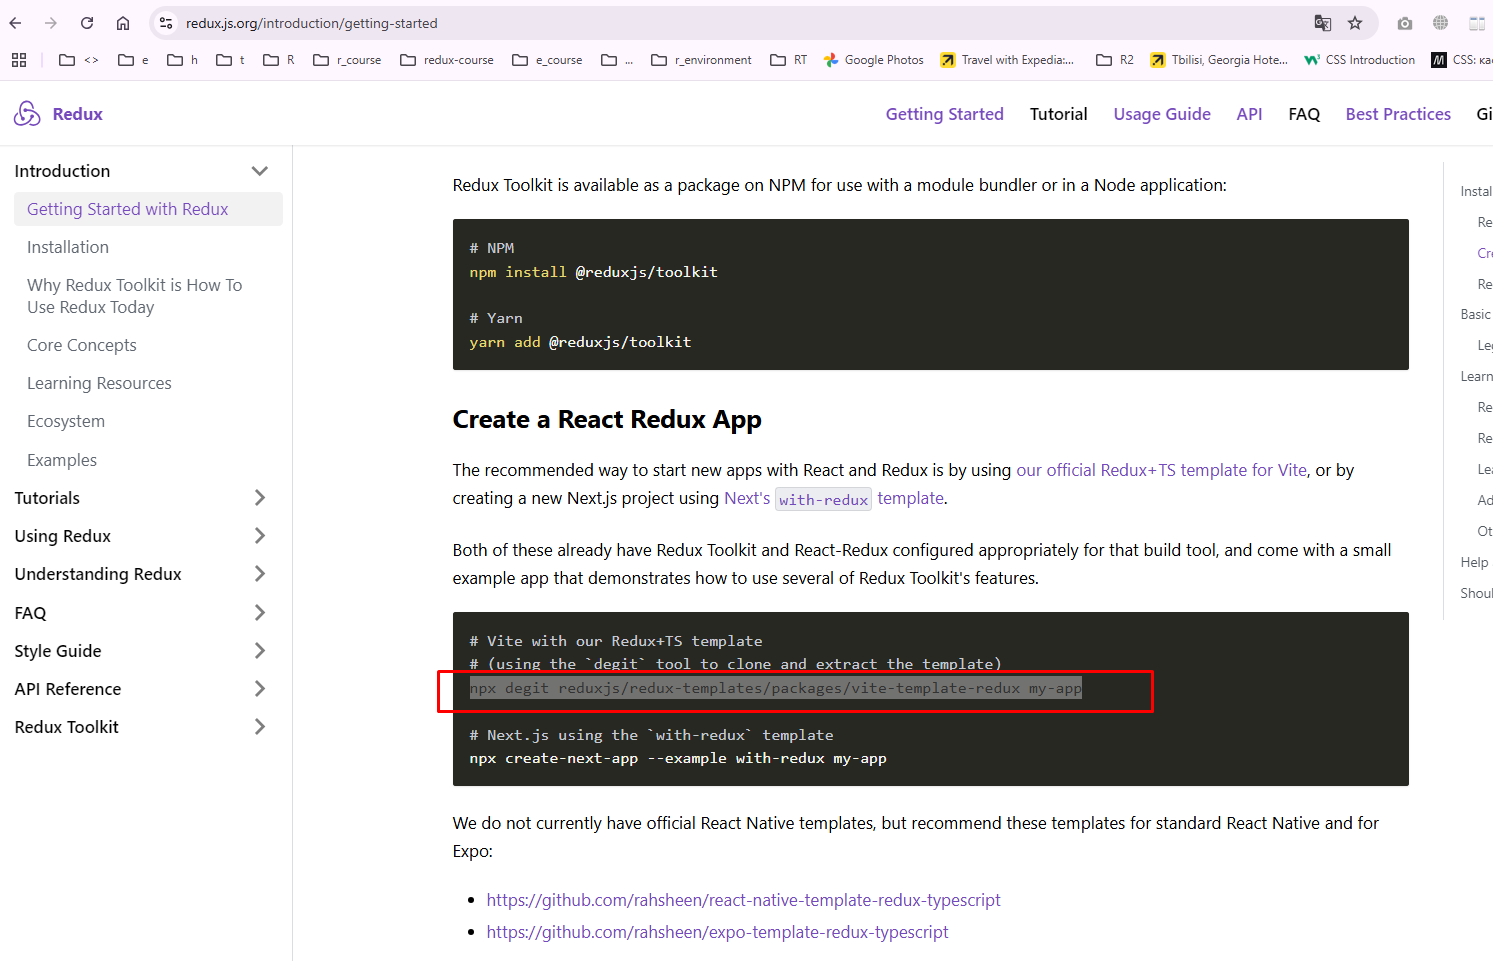 redux.js.org/introduction/getting-started
<> e h t R r_course redux-course e_course ... r_environment RT Google Photos Travel with Expedia:... R2 Tbilisi, Georgia Hote... CSS Introduction CSS: кас
Redux
Getting Started Tutorial Usage Guide API FAQ Best Practices Gi
Introduction
Getting Started with Redux
Installation
Why Redux Toolkit is How To
Use Redux Today
Core Concepts
Learning Resources
Ecosystem
Examples
Tutorials
Using Redux
Understanding Redux
FAQ
Style Guide
API Reference
Redux Toolkit
Redux Toolkit is available as a package on NPM for use with a module bundler or in a Node application:
# NPM
npm install @reduxjs/toolkit
# Yarn
yarn add @reduxjs/toolkit
Create a React Redux App
The recommended way to start new apps with React and Redux is by using our official Redux+TS template for Vite, or by
creating a new Next.js project using Next's with-redux template.
Both of these already have Redux Toolkit and React-Redux configured appropriately for that build tool, and come with a small
example app that demonstrates how to use several of Redux Toolkit's features.
# Vite with our Redux+TS template
# (using the `degit` tool to clone and extract the template)
npx degit reduxjs/redux-templates/packages/vite-template-redux my-app
# Next.js using the `with-redux` template
npx create-next-app --example with-redux my-app
We do not currently have official React Native templates, but recommend these templates for standard React Native and for
Expo:
https://github.com/rahsheen/react-native-template-redux-typescript
https://github.com/rahsheen/expo-template-redux-typescript
Instal
Re
Cre
Re
Basic
Leg
Learn
Re
Re
Lea
Ad
Ot
Help
Shoul